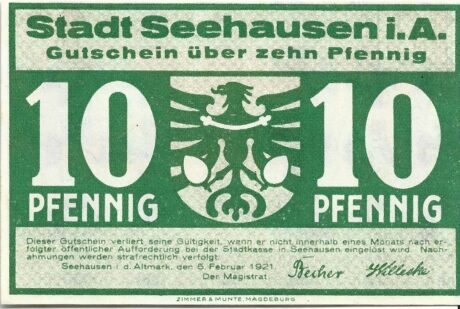 Stadt Seehausen i.A.
Gutschein über zehn Pfennig
10 10
PFENNIG PFENNIG
Dieser Gutschein verliert seine Gültigkeit, wenn er nicht innerhalb eines Monats nach er-
folgter öffentlicher Aufforderung bei der Stadtkasse in Seehausen eingelöst wird. Nach-
ahmungen werden strafrechtlich verfolgt.
Seehausen i. d. Altmark, den 5. Februar 1921.
Der Magistrat.
ZIMMER & MUNTE, MAGDEBURG